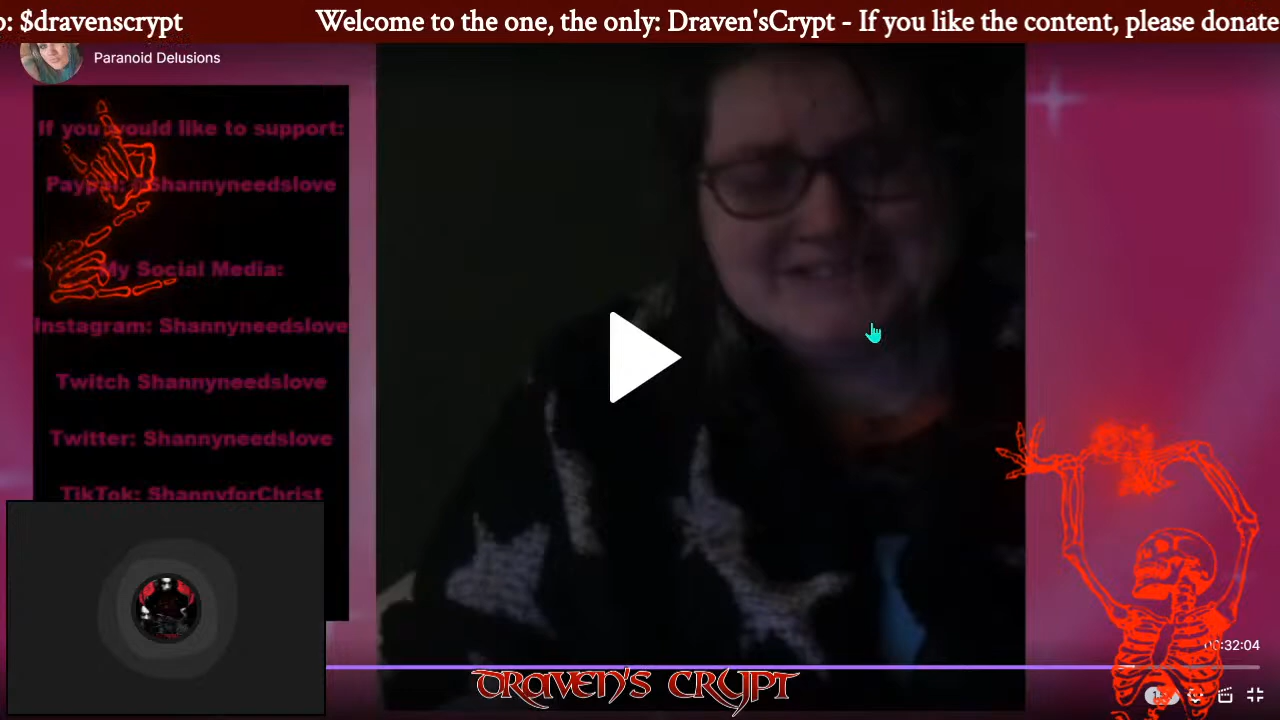 o: $dravenscrypt Welcome to the one, the only: Draven'sCrypt - If you like the content, please donate
Paranoid Delusions
If you would like to support:
Paypal: @Shannyneedslove
My Social Media:
Instagram: Shannyneedslove
Twitch Shannyneedslove
Twitter: Shannyneedslove
TikTok: ShannyforChrist
00:32:04
DRAVEN'S CRYPT